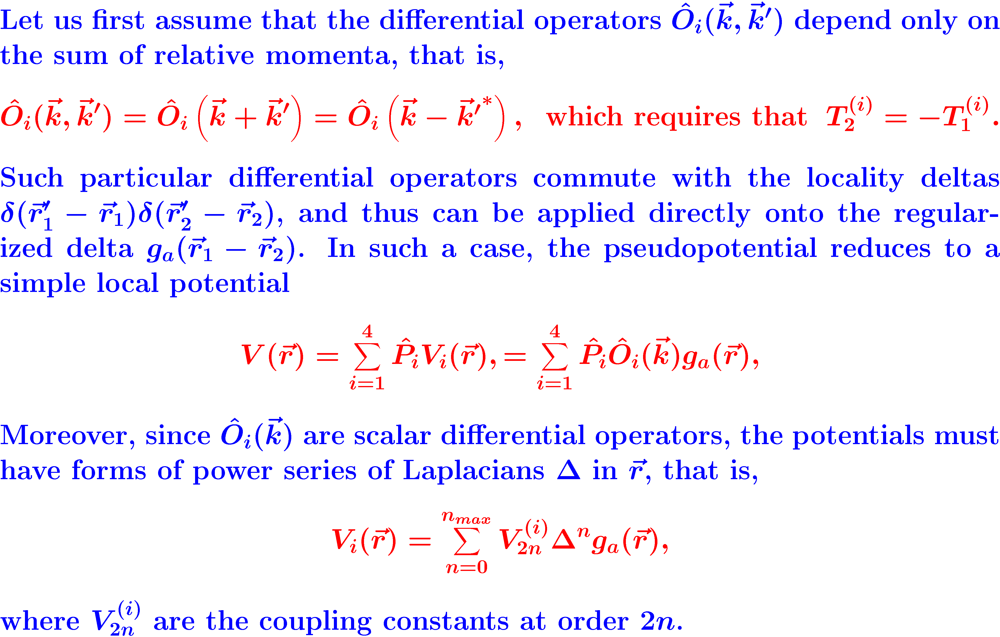 Let us first assume that the differential operators $\hat{O}_i(\vec{k},\vec{k}')$ depend only on
the sum of relative momenta, that is,
$\hat{O}_i(\vec{k},\vec{k}') = \hat{O}_i\left(\vec{k}+\vec{k}'\right) = \hat{O}_i\left(\vec{k}-\vec{k}'^*\right),$ which requires that $T_2^{(i)} = -T_1^{(i)}.$
Such particular differential operators commute with the locality deltas
$\delta(\vec{r}'_1 - \vec{r}_1)\delta(\vec{r}'_2 - \vec{r}_2)$, and thus can be applied directly onto the regular-
ized delta $g_a(\vec{r}_1 - \vec{r}_2)$. In such a case, the pseudopotential reduces to a
simple local potential
$V(\vec{r}) = \sum_{i=1}^{4} \hat{P}_i V_i(\vec{r}), = \sum_{i=1}^{4} \hat{P}_i \hat{O}_i(\vec{k}) g_a(\vec{r}),$
Moreover, since $\hat{O}_i(\vec{k})$ are scalar differential operators, the potentials must
have forms of power series of Laplacians $\Delta$ in $\vec{r}$, that is,
$V_i(\vec{r}) = \sum_{n=0}^{n_{max}} V_{2n}^{(i)} \Delta^n g_a(\vec{r}),$
where $V_{2n}^{(i)}$ are the coupling constants at order $2n$.